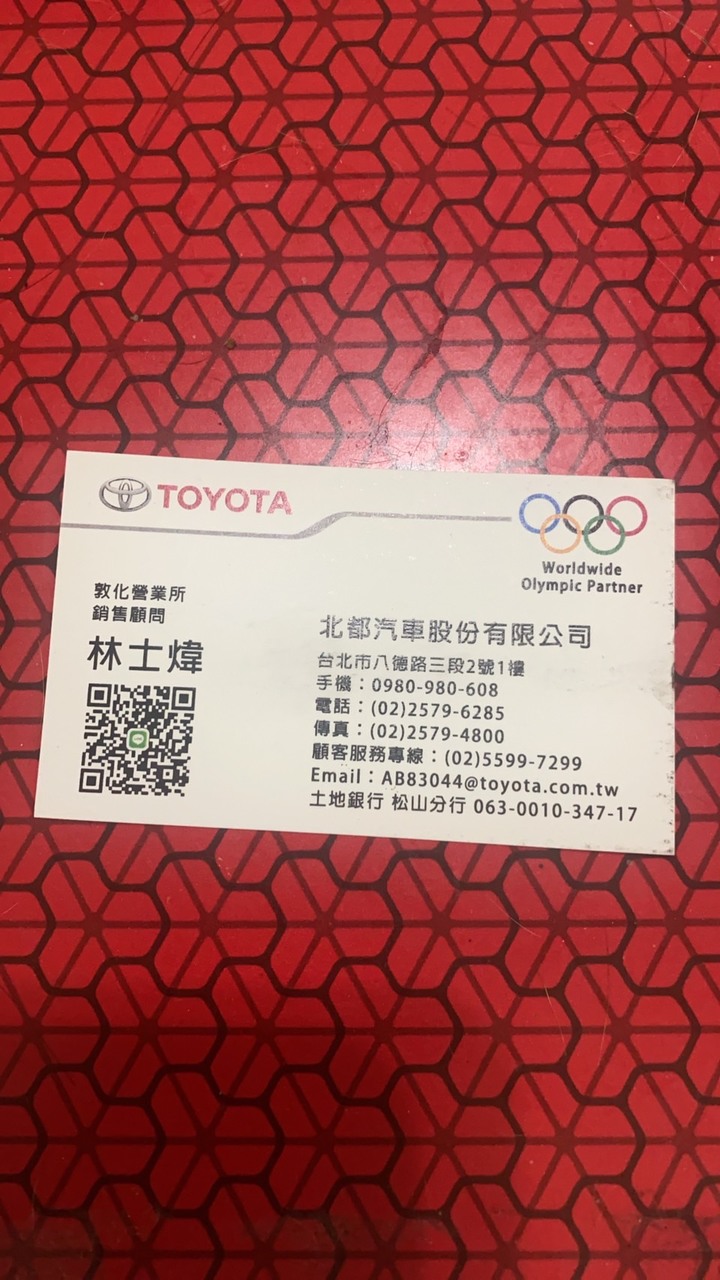 TOYOTA
Worldwide
Olympic Partner
敦化營業所
銷售顧問
林士煒
北都汽車股份有限公司
台北市八德路三段2號1樓
手機：0980-980-608
電話：(02)2579-6285
傳真：(02)2579-4800
顧客服務專線：(02)5599-7299
Email：AB83044@toyota.com.tw
土地銀行 松山分行 063-0010-347-17